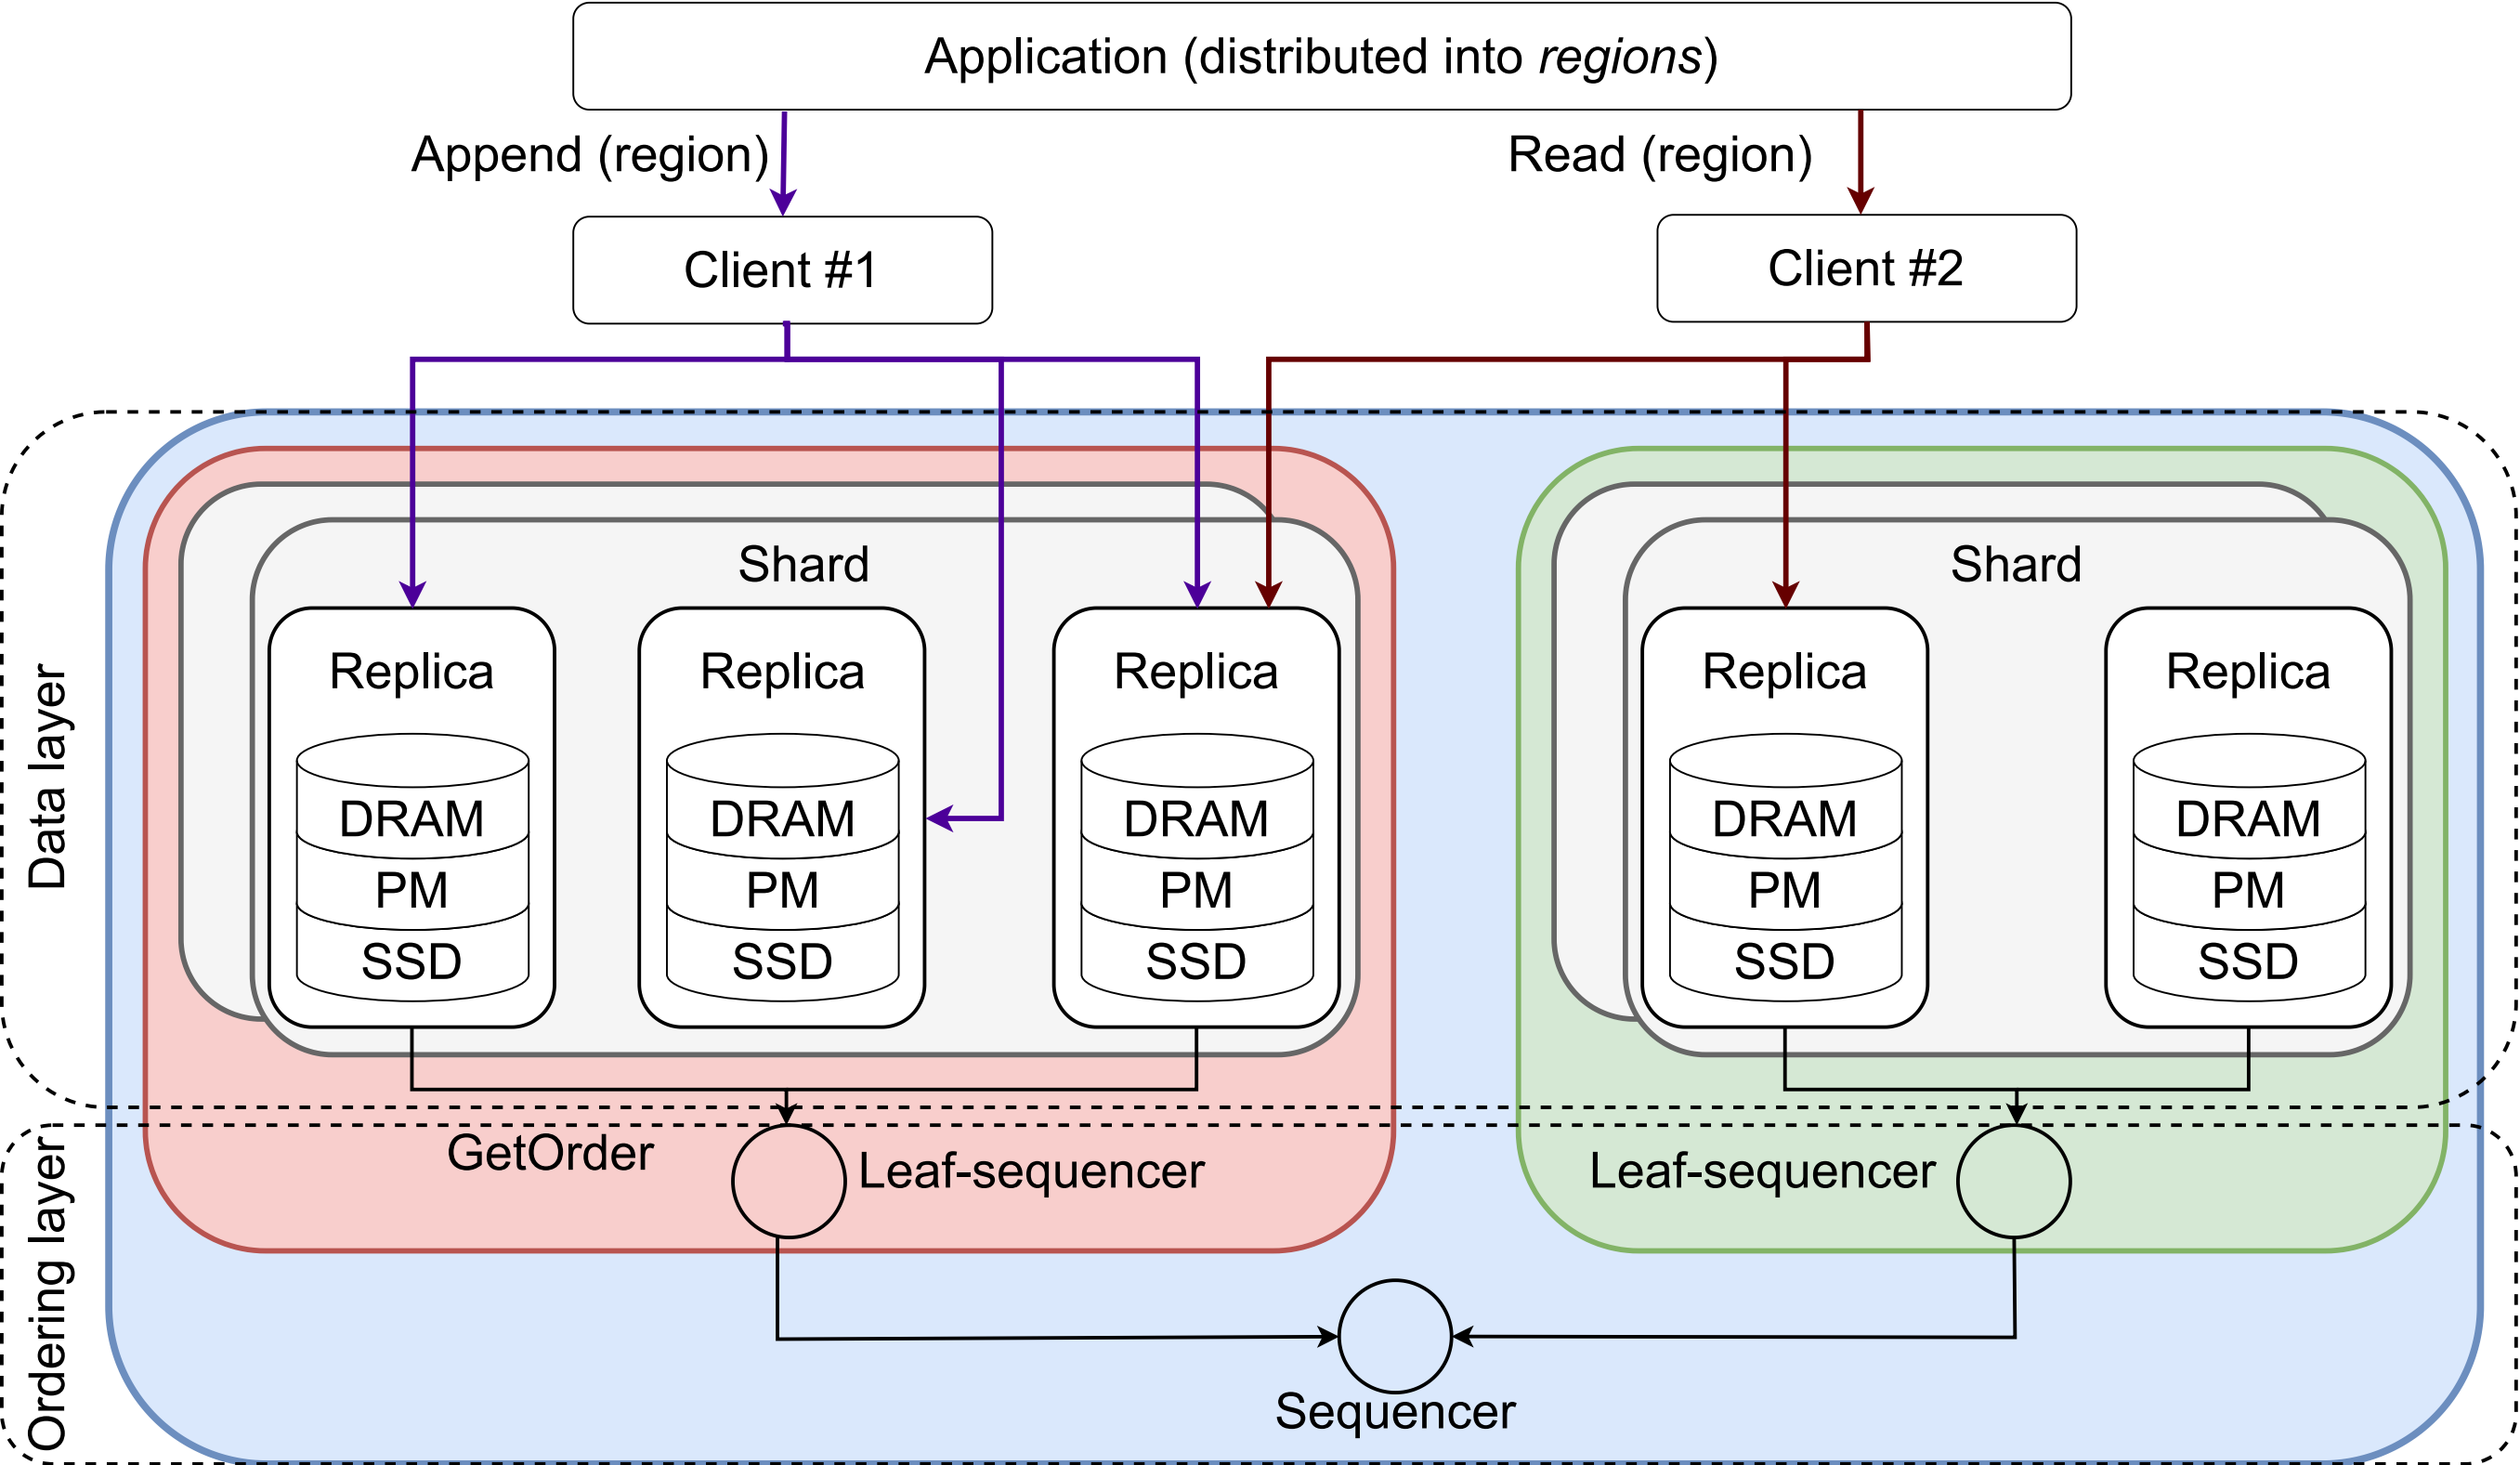 Application (distributed into regions)
Append (region)
Read (region)
Client #1
Client #2
Data layer
Shard
Shard
Replica
Replica
Replica
Replica
Replica
DRAM
DRAM
DRAM
DRAM
DRAM
PM
PM
PM
PM
PM
SSD
SSD
SSD
SSD
SSD
Ordering layer
GetOrder
Leaf-sequencer
Leaf-sequencer
Sequencer